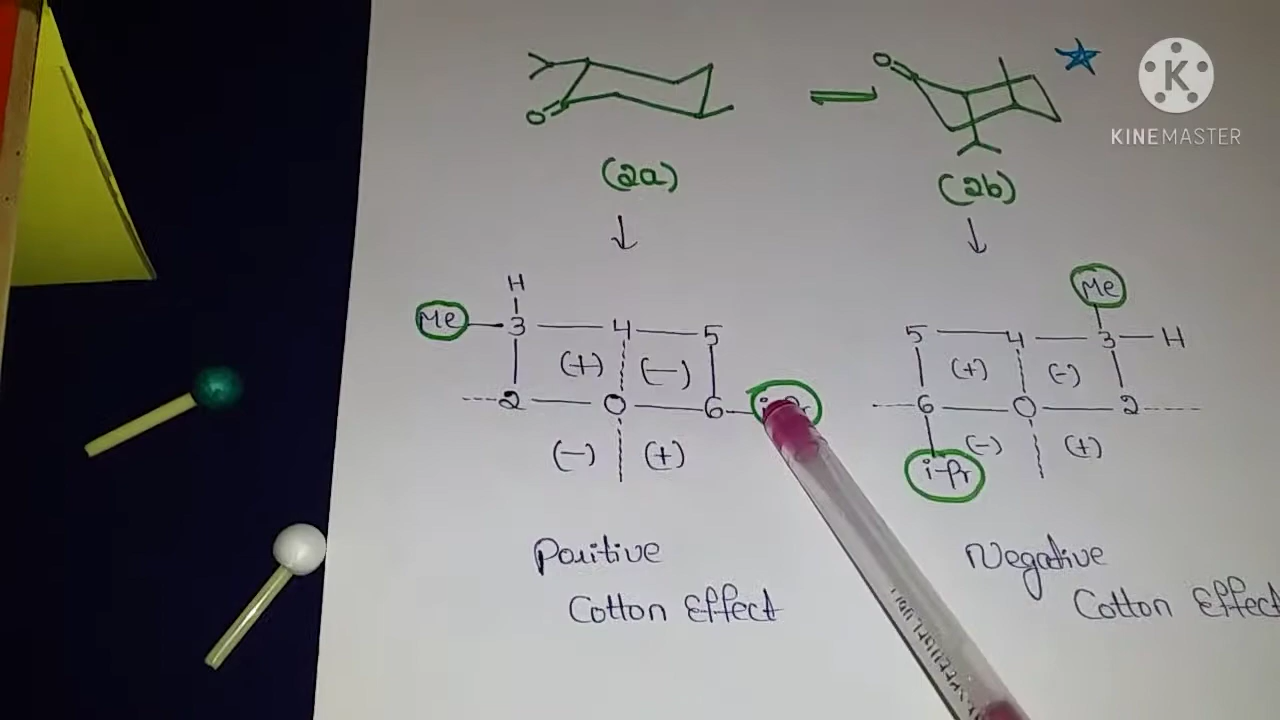 K
KINEMASTER
O
O
(2a)
(2b)
H
Me 3 4 5
(+) (-)
2 O 6
(-) (+)
Positive
Cotton Effect
Me
5 4 3 H
(+) (-)
6 O 2
(-) (+)
i-Pr
Negative
Cotton Effect